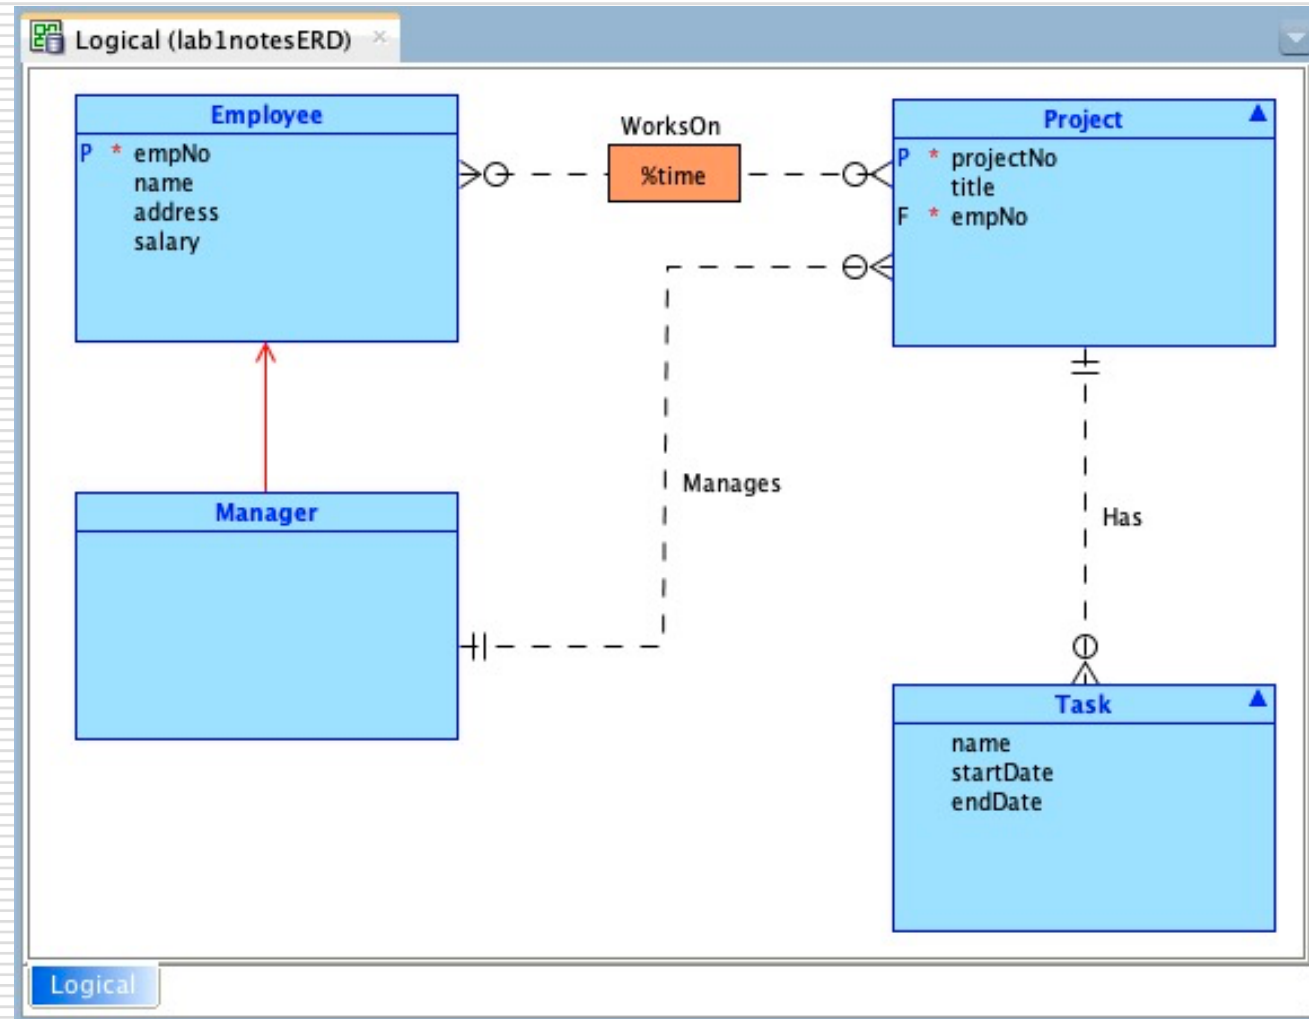 Logical (lab1notesERD)
Employee
P * empNo
name
address
salary
WorksOn
%time
Project
P * projectNo
title
F * empNo
Manager
Manages
Has
Task
name
startDate
endDate
Logical